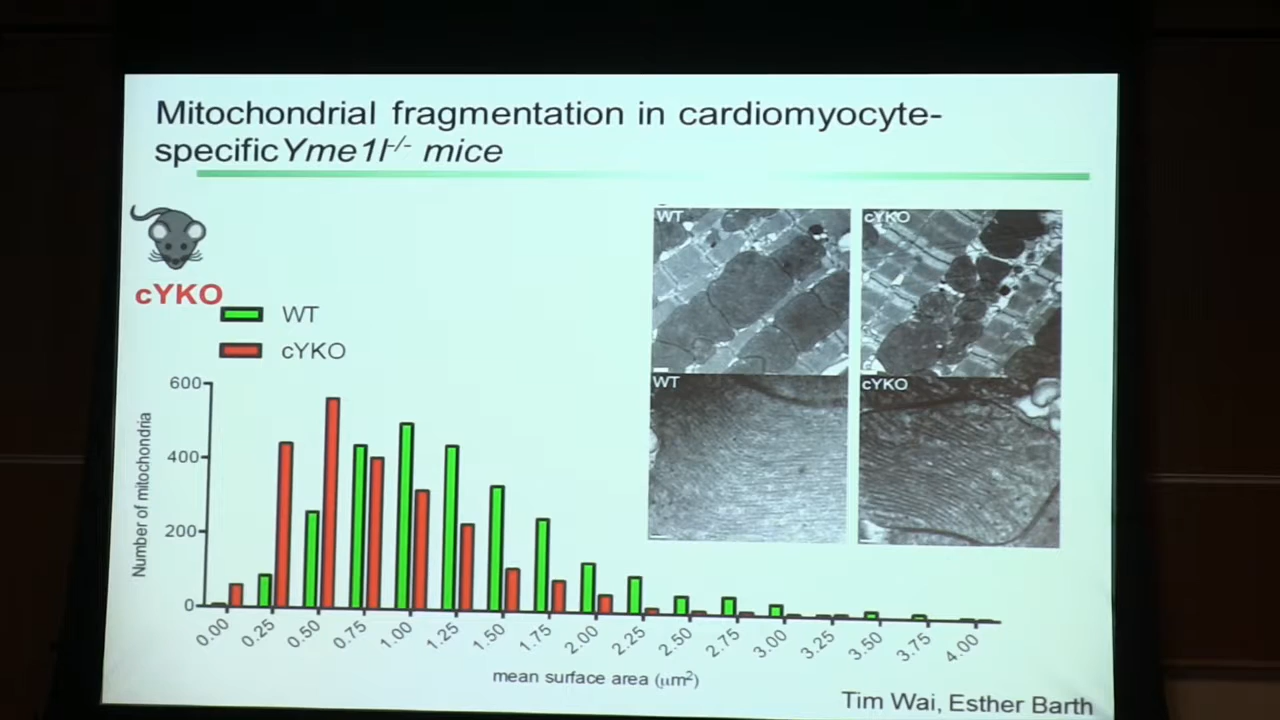 Mitochondrial fragmentation in cardiomyocyte-
specific Yme1l-/- mice
cYKO
WT
cYKO
WT
cYKO
WT
cYKO
600
400
200
0
Number of mitochondria
0.00 0.25 0.50 0.75 1.00 1.25 1.50 1.75 2.00 2.25 2.50 2.75 3.00 3.25 3.50 3.75 4.00
mean surface area (μm²)
Tim Wai, Esther Barth